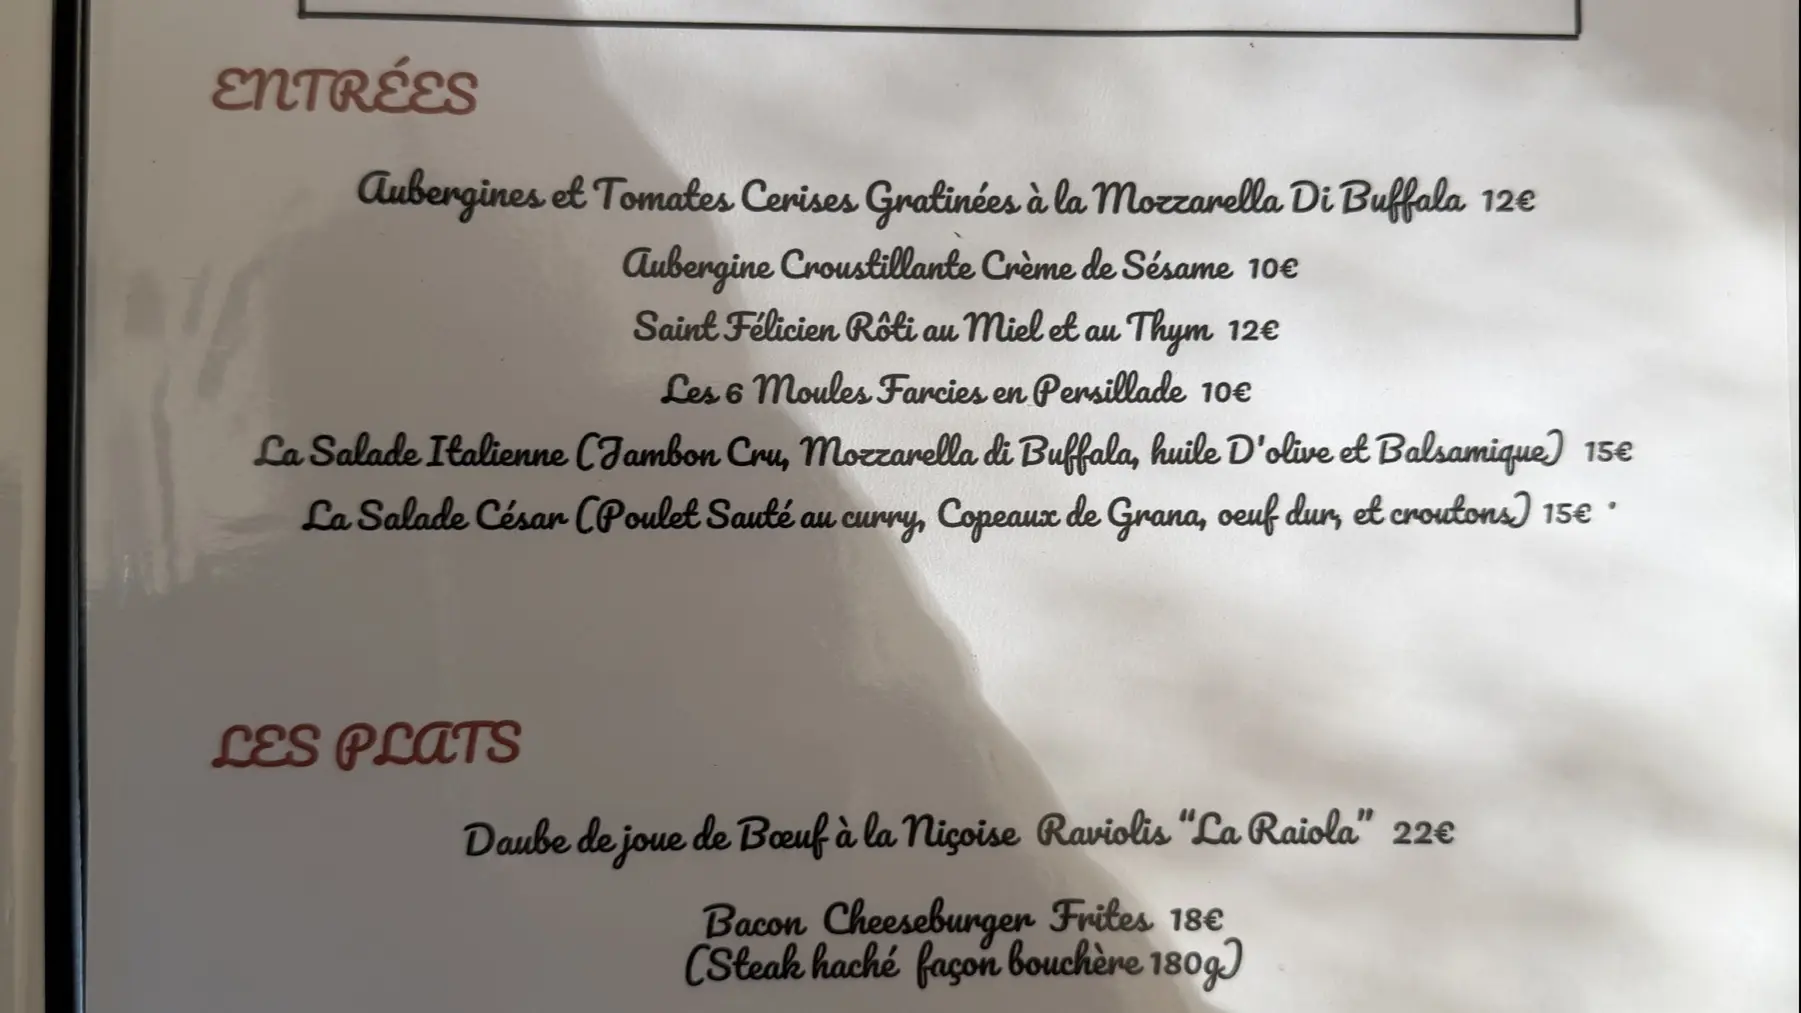 ENTRÉES
Aubergines et Tomates Cerises Gratinées à la Mozzarella Di Buffala 12€
Aubergine Croustillante Crème de Sésame 10€
Saint Félicien Rôti au Miel et au Thym 12€
Les 6 Moules Farcies en Persillade 10€
La Salade Italienne (Jambon Cru, Mozzarella di Buffala, huile D'olive et Balsamique) 15€
La Salade César (Poulet Sauté au curry, Copeaux de Grana, oeuf dur, et croutons) 15€
LES PLATS
Daube de joue de Bœuf à la Niçoise Raviolis "La Raiola" 22€
Bacon Cheeseburger Frites 18€
(Steak haché façon bouchère 180g)